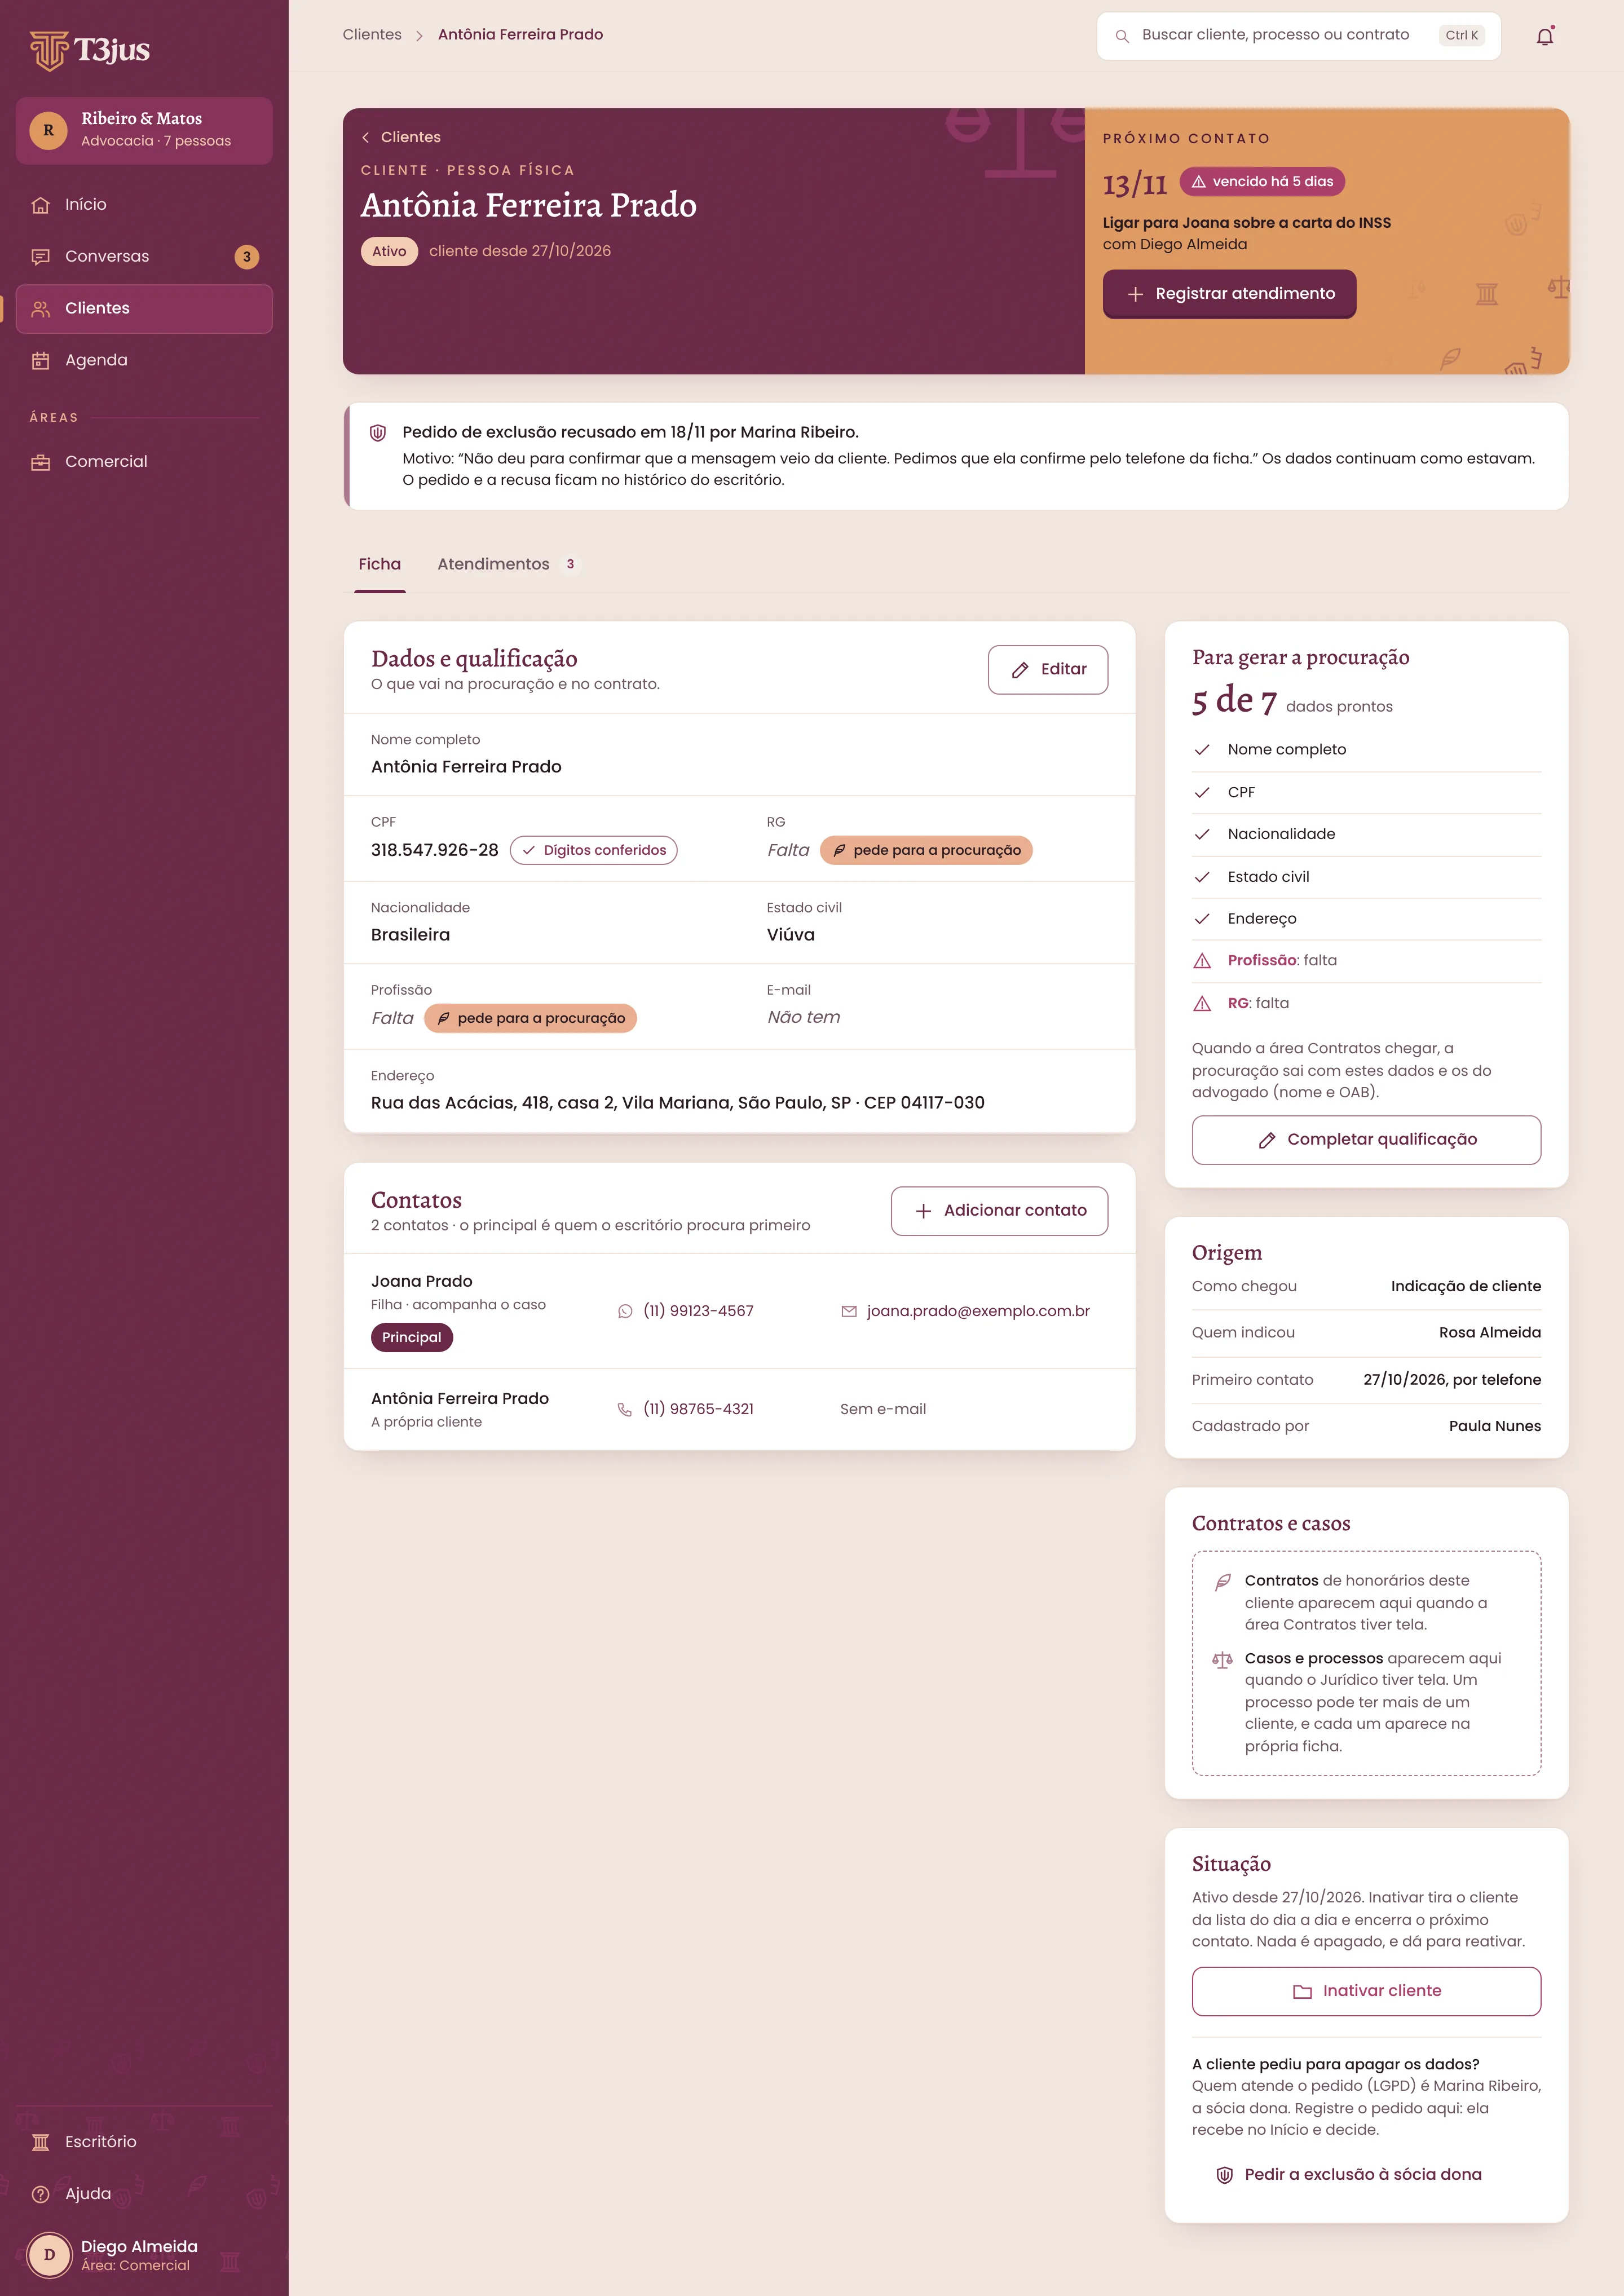 T3jus
R
Ribeiro & Matos
Advocacia · 7 pessoas
Início
Conversas
3
Clientes
Agenda
ÁREAS
Comercial
Escritório
Ajuda
D
Diego Almeida
Área: Comercial
Clientes
Antônia Ferreira Prado
Buscar cliente, processo ou contrato
Ctrl K
Clientes
CLIENTE · PESSOA FÍSICA
Antônia Ferreira Prado
Ativo
cliente desde 27/10/2026
PRÓXIMO CONTATO
13/11
vencido há 5 dias
Ligar para Joana sobre a carta do INSS
com Diego Almeida
Registrar atendimento
Pedido de exclusão recusado em 18/11 por Marina Ribeiro.
Motivo: “Não deu para confirmar que a mensagem veio da cliente. Pedimos que ela confirme pelo telefone da ficha.” Os dados continuam como estavam.
O pedido e a recusa ficam no histórico do escritório.
Ficha
Atendimentos
3
Dados e qualificação
O que vai na procuração e no contrato.
Editar
Nome completo
Antônia Ferreira Prado
CPF
318.547.926-28
Dígitos conferidos
RG
Falta
pede para a procuração
Nacionalidade
Brasileira
Estado civil
Viúva
Profissão
Falta
pede para a procuração
E-mail
Não tem
Endereço
Rua das Acácias, 418, casa 2, Vila Mariana, São Paulo, SP · CEP 04117-030
Contatos
2 contatos · o principal é quem o escritório procura primeiro
Adicionar contato
Joana Prado
Filha · acompanha o caso
Principal
(11) 99123-4567
joana.prado@exemplo.com.br
Antônia Ferreira Prado
A própria cliente
(11) 98765-4321
Sem e-mail
Para gerar a procuração
5 de 7 dados prontos
Nome completo
CPF
Nacionalidade
Estado civil
Endereço
Profissão: falta
RG: falta
Quando a área Contratos chegar, a
procuração sai com estes dados e os do
advogado (nome e OAB).
Completar qualificação
Origem
Como chegou
Indicação de cliente
Quem indicou
Rosa Almeida
Primeiro contato
27/10/2026, por telefone
Cadastrado por
Paula Nunes
Contratos e casos
Contratos de honorários deste
cliente aparecem aqui quando a
área Contratos tiver tela.
Casos e processos aparecem aqui
quando o Jurídico tiver tela. Um
processo pode ter mais de um
cliente, e cada um aparece na
própria ficha.
Situação
Ativo desde 27/10/2026. Inativar tira o cliente
da lista do dia a dia e encerra o próximo
contato. Nada é apagado, e dá para reativar.
Inativar cliente
A cliente pediu para apagar os dados?
Quem atende o pedido (LGPD) é Marina Ribeiro,
a sócia dona. Registre o pedido aqui: ela
recebe no Início e decide.
Pedir a exclusão à sócia dona